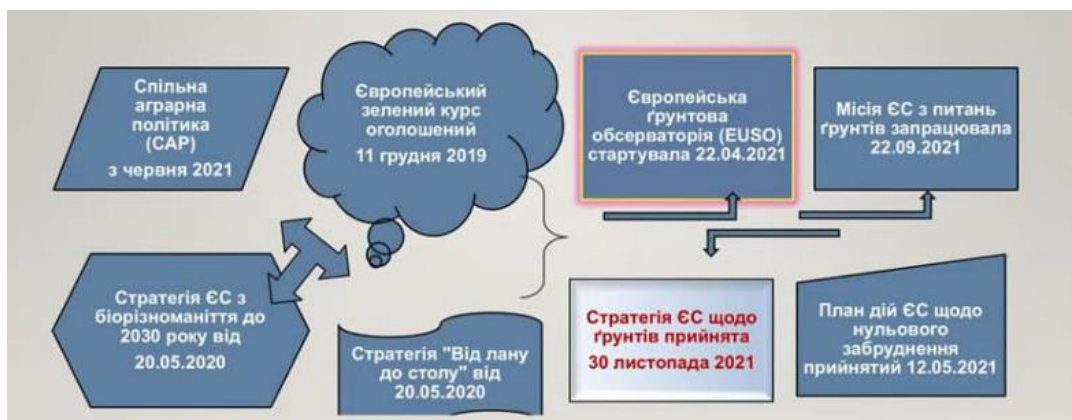 Спільна
аграрна
політика
(CAP)
з червня 2021
Європейський
зелений курс
оголошений
11 грудня 2019
Європейська
ґрунтова
обсерваторія (EUSO)
стартувала 22.04.2021
Місія ЄС з питань
ґрунтів запрацювала
22.09.2021
Стратегія ЄС з
біорізноманіття до
2030 року від
20.05.2020
Стратегія "Від лану
до столу" від
20.05.2020
Стратегія ЄС щодо
ґрунтів прийнята
30 листопада 2021
План дій ЄС щодо
нульового
забруднення
прийнятий 12.05.2021